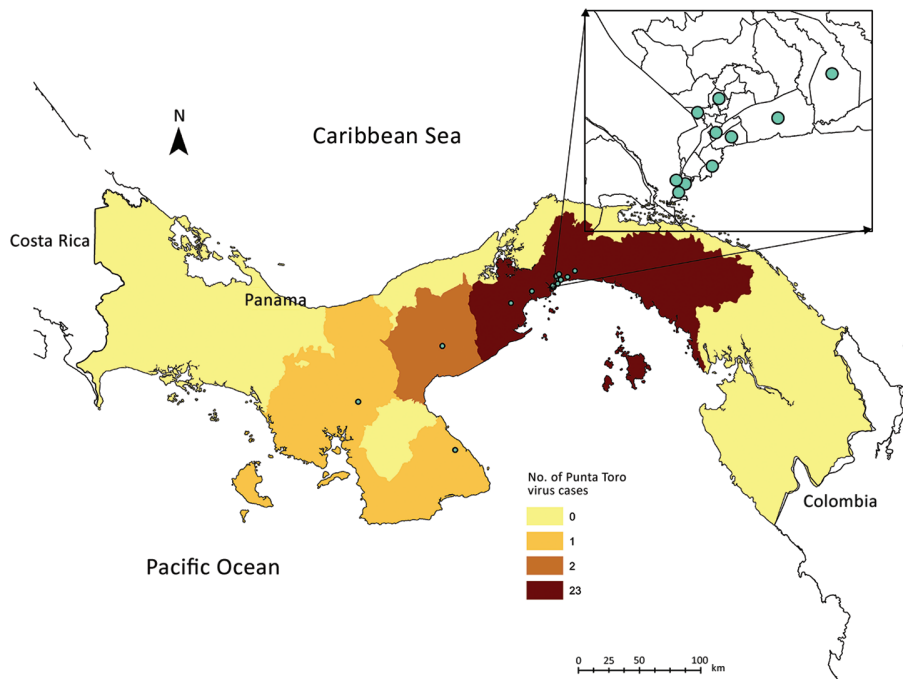 N
Caribbean Sea
Costa Rica
Panama
Colombia
Pacific Ocean
No. of Punta Toro
virus cases
0
1
2
23
0 25 50 100
km